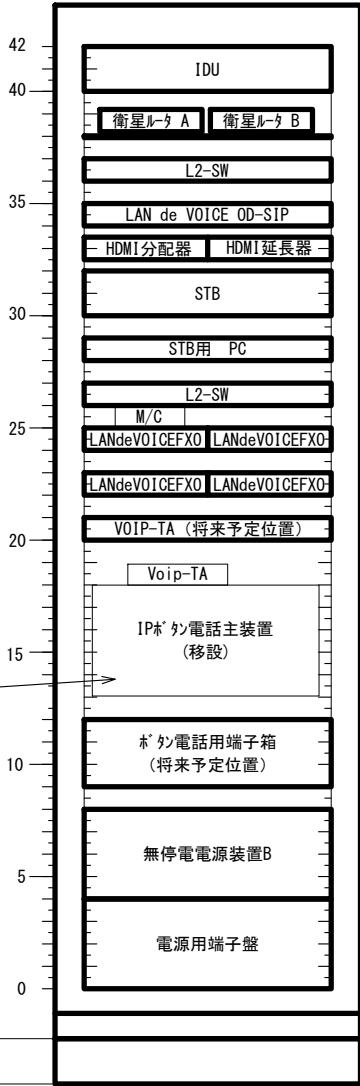 42
IDU
40
衛星ﾙｰﾀ A 衛星ﾙｰﾀ B
L2-SW
35
LAN de VOICE OD-SIP
HDMI分配器 HDMI延長器
STB
30
STB用 PC
L2-SW
M/C
25
LANdeVOICEFXO LANdeVOICEFXO
LANdeVOICEFXO LANdeVOICEFXO
VOIP-TA (将来予定位置)
20
Voip-TA
IPﾎﾞﾀﾝ電話主装置
(移設)
15
ﾎﾞﾀﾝ電話用端子箱
(将来予定位置)
10
無停電電源装置B
5
電源用端子盤
0